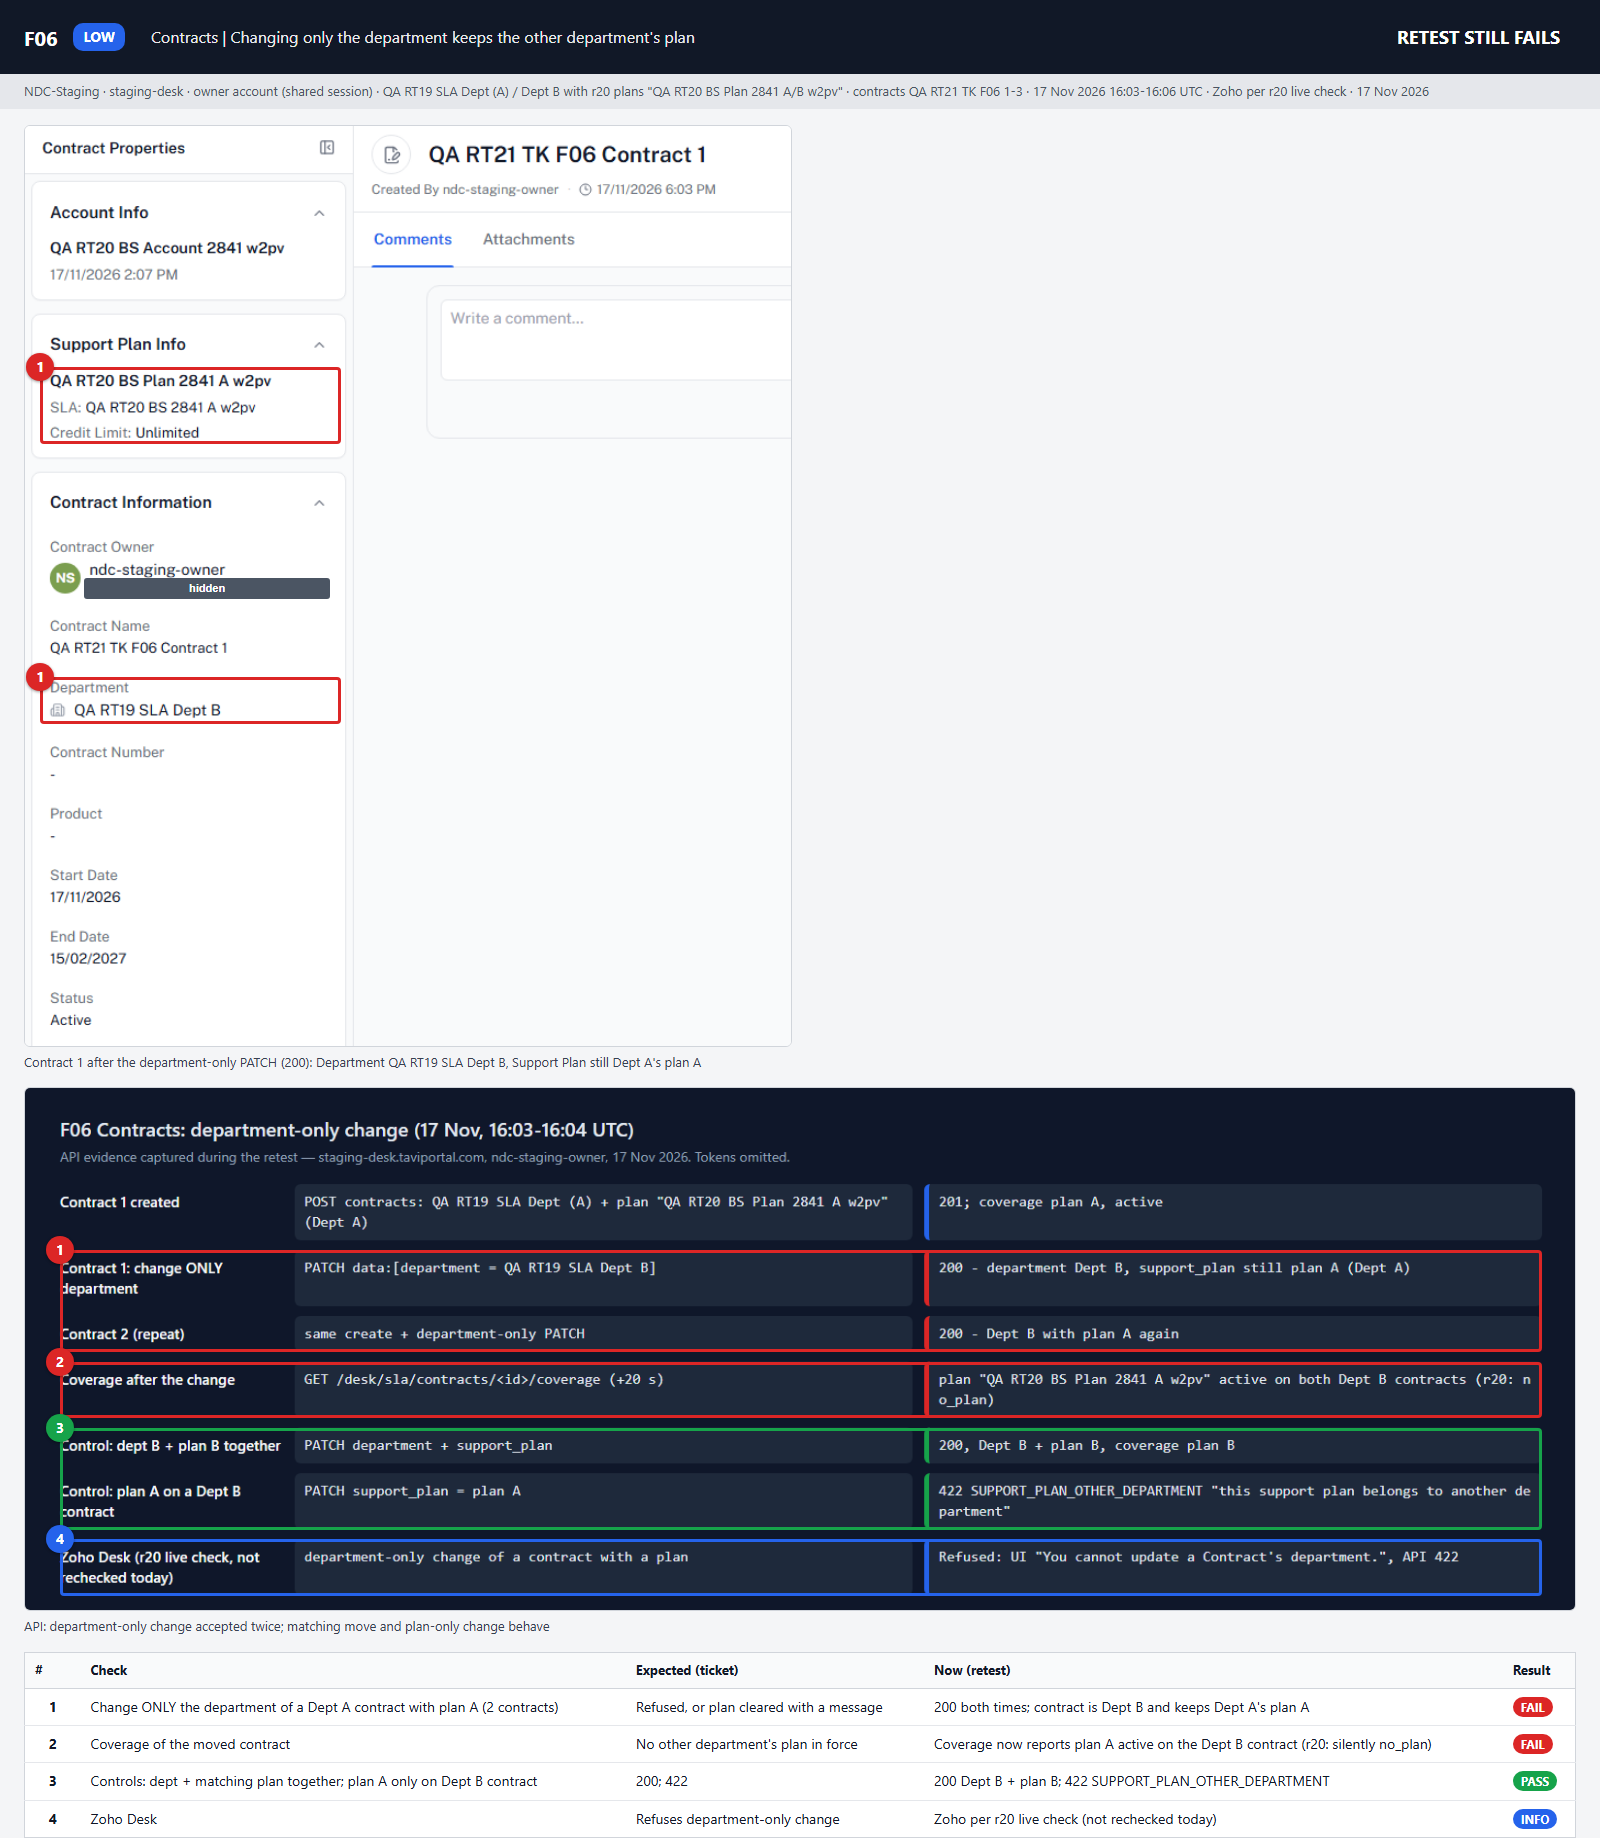 F06 LOW Contracts | Changing only the department keeps the other department's plan RETEST STILL FAILS
NDC-Staging · staging-desk · owner account (shared session) · QA RT19 SLA Dept (A) / Dept B with r20 plans "QA RT20 BS Plan 2841 A/B w2pv" · contracts QA RT21 TK F06 1-3 · 17 Nov 2026 16:03-16:06 UTC · Zoho per r20 live check · 17 Nov 2026
Contract Properties
Account Info
QA RT20 BS Account 2841 w2pv
17/11/2026 2:07 PM
Support Plan Info
1
QA RT20 BS Plan 2841 A w2pv
SLA: QA RT20 BS 2841 A w2pv
Credit Limit: Unlimited
Contract Information
Contract Owner
NS ndc-staging-owner
hidden
Contract Name
QA RT21 TK F06 Contract 1
1
Department
QA RT19 SLA Dept B
Contract Number
-
Product
-
Start Date
17/11/2026
End Date
15/02/2027
Status
Active
QA RT21 TK F06 Contract 1
Created By ndc-staging-owner · 17/11/2026 6:03 PM
Comments Attachments
Write a comment...
Contract 1 after the department-only PATCH (200): Department QA RT19 SLA Dept B, Support Plan still Dept A's plan A
F06 Contracts: department-only change (17 Nov, 16:03-16:04 UTC)
API evidence captured during the retest — staging-desk.taviportal.com, ndc-staging-owner, 17 Nov 2026. Tokens omitted.
Contract 1 created
POST contracts: QA RT19 SLA Dept (A) + plan "QA RT20 BS Plan 2841 A w2pv"
(Dept A)
201; coverage plan A, active
1
Contract 1: change ONLY
department
PATCH data:[department = QA RT19 SLA Dept B]
200 - department Dept B, support_plan still plan A (Dept A)
Contract 2 (repeat)
same create + department-only PATCH
200 - Dept B with plan A again
2
Coverage after the change
GET /desk/sla/contracts/<id>/coverage (+20 s)
plan "QA RT20 BS Plan 2841 A w2pv" active on both Dept B contracts (r20: n
o_plan)
3
Control: dept B + plan B together
PATCH department + support_plan
200, Dept B + plan B, coverage plan B
Control: plan A on a Dept B
contract
PATCH support_plan = plan A
422 SUPPORT_PLAN_OTHER_DEPARTMENT "this support plan belongs to another de
partment"
4
Zoho Desk (r20 live check, not
rechecked today)
department-only change of a contract with a plan
Refused: UI "You cannot update a Contract's department.", API 422
API: department-only change accepted twice; matching move and plan-only change behave
# Check Expected (ticket) Now (retest) Result
1 Change ONLY the department of a Dept A contract with plan A (2 contracts) Refused, or plan cleared with a message 200 both times; contract is Dept B and keeps Dept A's plan A FAIL
2 Coverage of the moved contract No other department's plan in force Coverage now reports plan A active on the Dept B contract (r20: silently no_plan) FAIL
3 Controls: dept + matching plan together; plan A only on Dept B contract 200; 422 200 Dept B + plan B; 422 SUPPORT_PLAN_OTHER_DEPARTMENT PASS
4 Zoho Desk Refuses department-only change Zoho per r20 live check (not rechecked today) INFO